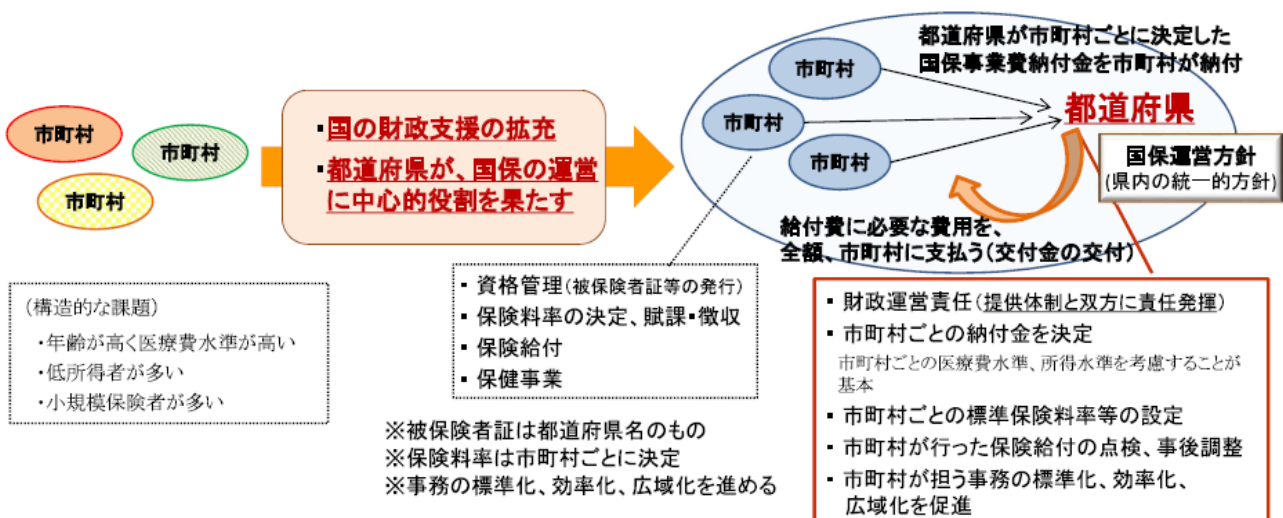 市町村
市町村
市町村
（構造的な課題）
・年齢が高く医療費水準が高い
・低所得者が多い
・小規模保険者が多い
・国の財政支援の拡充
・都道府県が、国保の運営
に中心的役割を果たす
市町村
市町村
市町村
都道府県が市町村ごとに決定した
国保事業費納付金を市町村が納付
都道府県
国保運営方針
(県内の統一的方針)
給付費に必要な費用を、
全額、市町村に支払う(交付金の交付)
・資格管理(被保険者証等の発行)
・保険料率の決定、賦課・徴収
・保険給付
・保健事業
※被保険者証は都道府県名のもの
※保険料率は市町村ごとに決定
※事務の標準化、効率化、広域化を進める
・財政運営責任(提供体制と双方に責任発揮)
・市町村ごとの納付金を決定
市町村ごとの医療費水準、所得水準を考慮することが
基本
・市町村ごとの標準保険料率等の設定
・市町村が行った保険給付の点検、事後調整
・市町村が担う事務の標準化、効率化、
広域化を促進